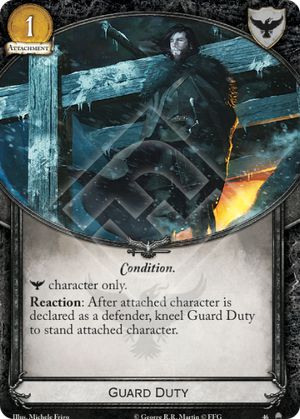 1
ATTACHMENT
Condition.
character only.
Reaction: After attached character is
declared as a defender, kneel Guard Duty
to stand attached character.
GUARD DUTY
Illus. Michele Frigo
© George R.R. Martin © FFG
46